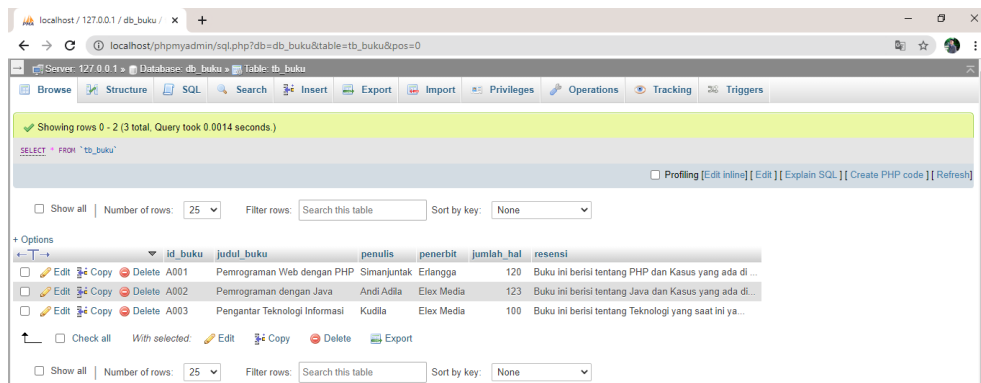 localhost / 127.0.0.1 / db_buku /
localhost/phpmyadmin/sql.php?db=db_buku&table=tb_buku&pos=0
Server: 127.0.0.1 » Database: db_buku » Table: tb_buku
Browse Structure SQL Search Insert Export Import Privileges Operations Tracking Triggers
Showing rows 0 - 2 (3 total, Query took 0.0014 seconds.)
SELECT * FROM `tb_buku`
Profiling [Edit inline] [ Edit ] [ Explain SQL ] [ Create PHP code ] [ Refresh]
Show all | Number of rows: 25 Filter rows: Search this table Sort by key: None
+ Options
id_buku judul_buku penulis penerbit jumlah_hal resensi
Edit Copy Delete A001 Pemrograman Web dengan PHP Simanjuntak Erlangga 120 Buku ini berisi tentang PHP dan Kasus yang ada di ...
Edit Copy Delete A002 Pemrograman dengan Java Andi Adila Elex Media 123 Buku ini berisi tentang Java dan Kasus yang ada di...
Edit Copy Delete A003 Pengantar Teknologi Informasi Kudila Elex Media 100 Buku ini berisi tentang Teknologi yang saat ini ya...
Check all With selected: Edit Copy Delete Export
Show all | Number of rows: 25 Filter rows: Search this table Sort by key: None